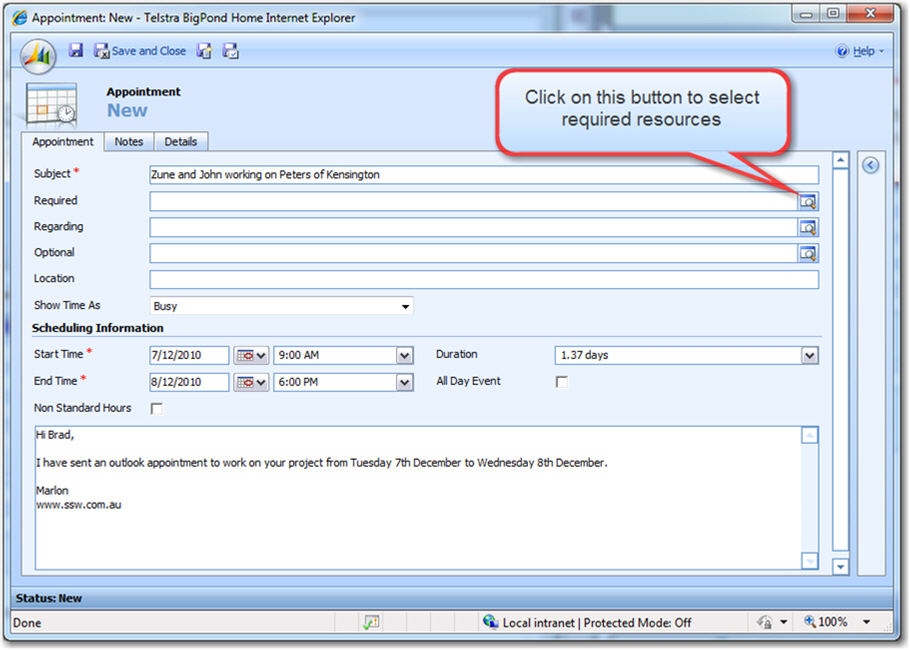 Appointment: New - Telstra BigPond Home Internet Explorer
Save and Close
Help
Appointment
New
Click on this button to select
required resources
Appointment Notes Details
Subject * Zune and John working on Peters of Kensington
Required
Regarding
Optional
Location
Show Time As Busy
Scheduling Information
Start Time * 7/12/2010 9:00 AM Duration 1.37 days
End Time * 8/12/2010 6:00 PM All Day Event
Non Standard Hours
Hi Brad,
I have sent an outlook appointment to work on your project from Tuesday 7th December to Wednesday 8th December.
Marlon
www.ssw.com.au
Status: New
Done Local intranet | Protected Mode: Off 100%